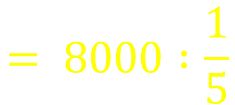 = 8000 : 1/5